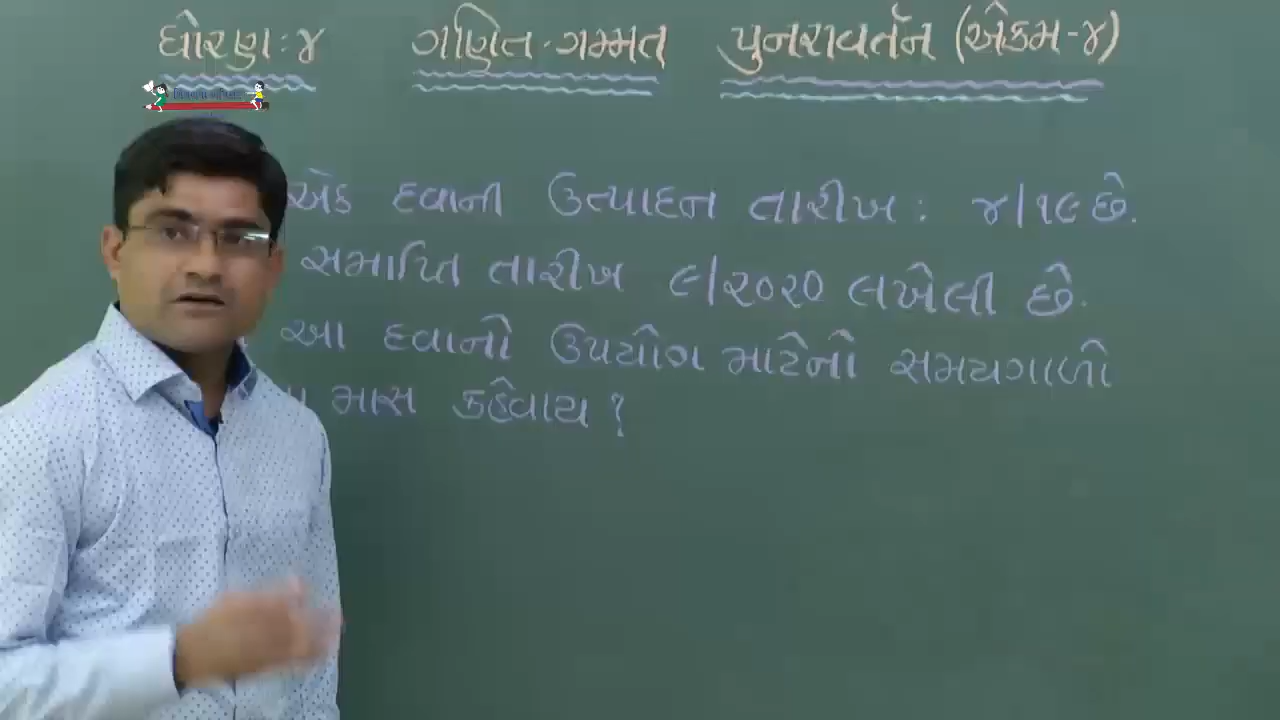 ધોરણ:૪ ગણિત-ગમ્મત પુનરાવર્તન (એકમ-૪)
એક દવાની ઉત્પાદન તારીખ : ૪/૧૯ છે.
સમાપ્તિ તારીખ ૯/૨૦૨૦ લખેલી છે.
આ દવાનો ઉપયોગ માટેનો સમયગાળો
માસ કહેવાય ?